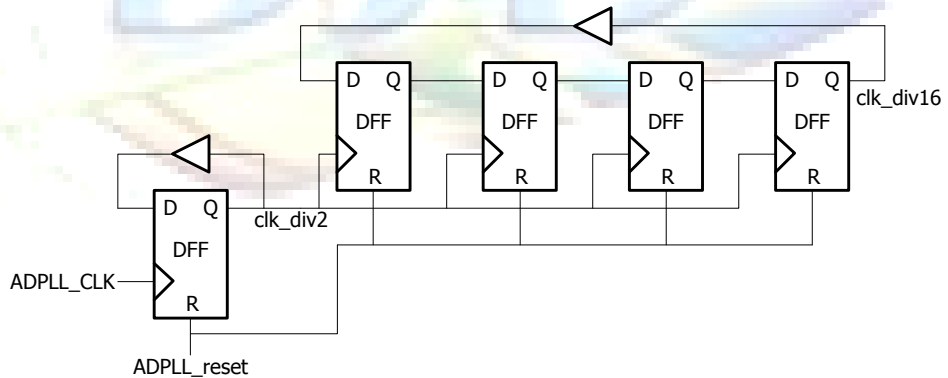 D Q
DFF
R
D Q
DFF
R
D Q
DFF
R
D Q
DFF
R
clk_div16
D Q
DFF
R
clk_div2
ADPLL_CLK
ADPLL_reset